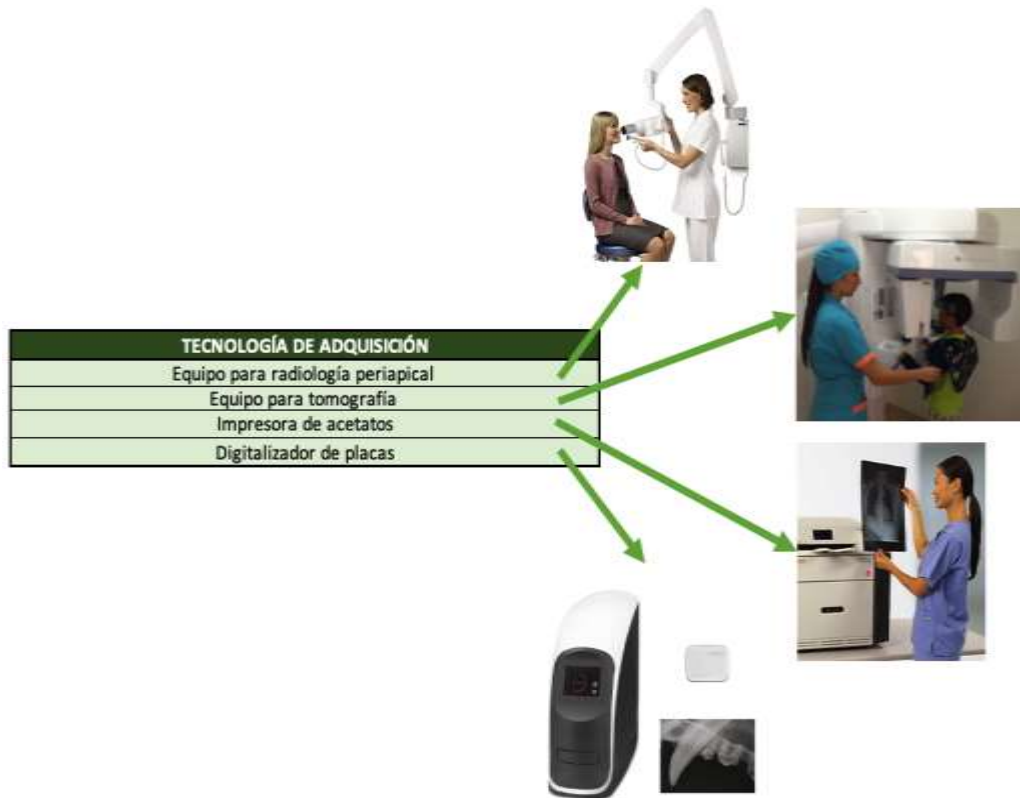 TECNOLOGÍA DE ADQUISICIÓN
Equipo para radiología periapical
Equipo para tomografía
Impresora de acetatos
Digitalizador de placas